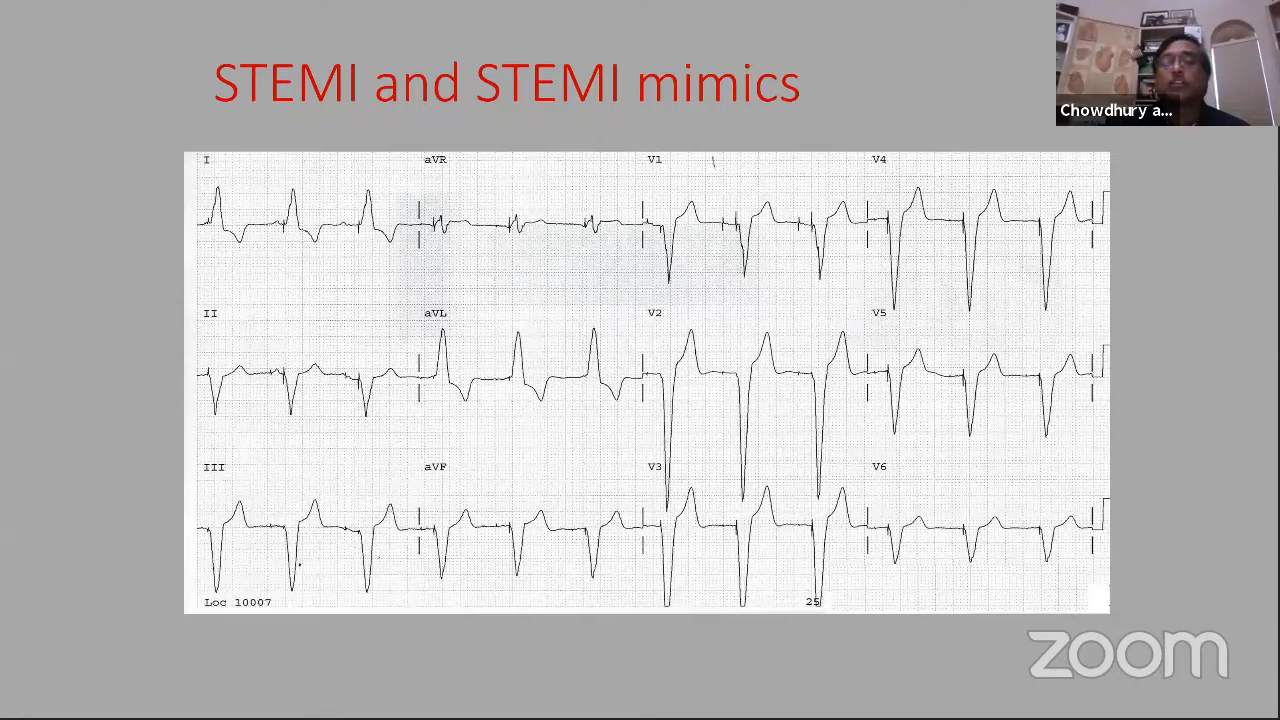 STEMI and STEMI mimics
Chowdhury a...
I aVR V1 V4
II aVL V2 V5
III aVF V3 V6
Loc 10007 25
zoom